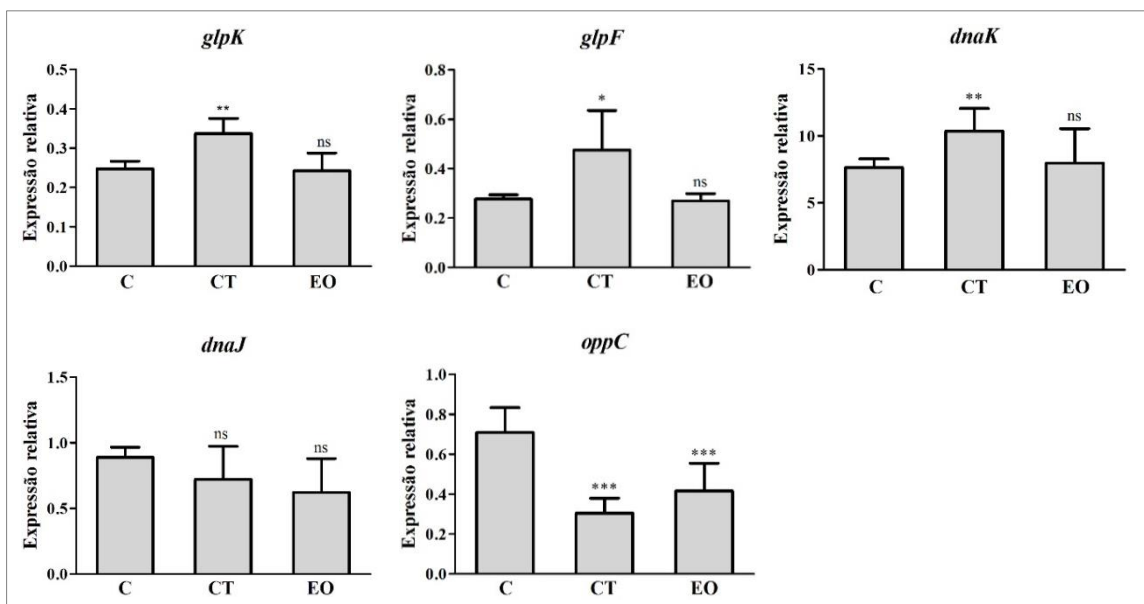 glpK
Expressão relativa
0.5
0.4
0.3
0.2
0.1
0.0
**
ns
C CT EO
glpF
Expressão relativa
0.8
0.6
0.4
0.2
0.0
*
ns
C CT EO
dnaK
Expressão relativa
15
10
5
0
**
ns
C CT EO
dnaJ
Expressão relativa
1.5
1.0
0.5
0.0
ns
ns
C CT EO
oppC
Expressão relativa
1.0
0.8
0.6
0.4
0.2
0.0
***
***
C CT EO